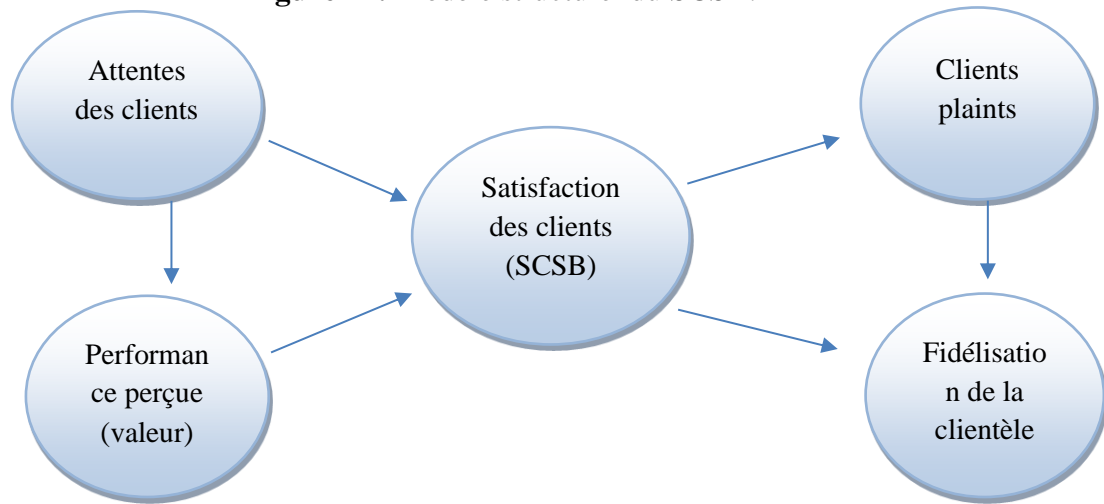 Attentes
des clients
Clients
plaints
Satisfaction
des clients
(SCSB)
Performan
ce perçue
(valeur)
Fidélisatio
n de la
clientèle